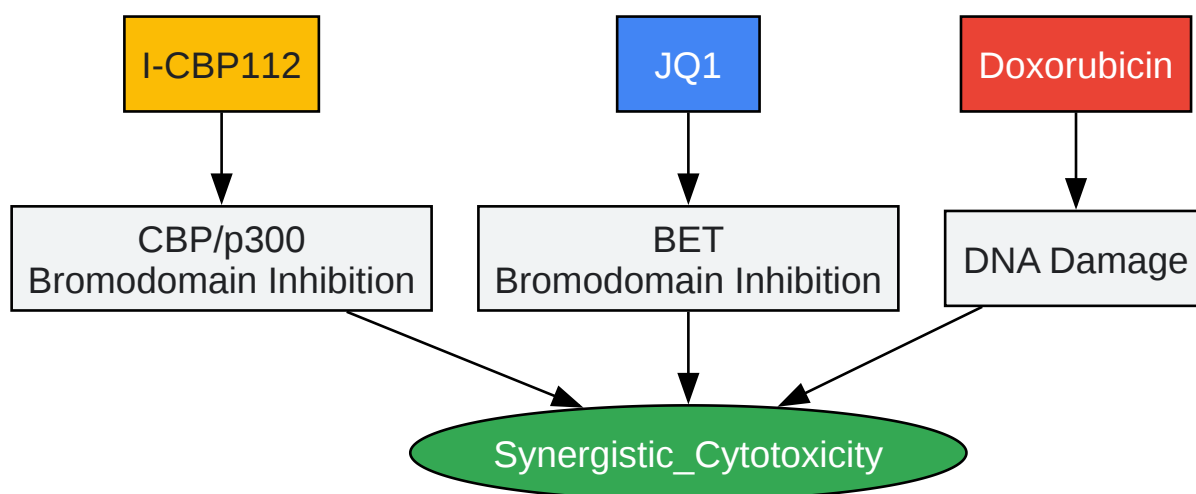 I-CBP112
JQ1
Doxorubicin
CBP/p300
Bromodomain Inhibition
BET
Bromodomain Inhibition
DNA Damage
Synergistic_Cytotoxicity